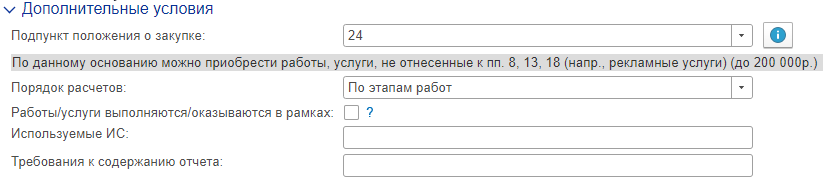 Дополнительные условия
Подпункт положения о закупке: 24
По данному основанию можно приобрести работы, услуги, не отнесенные к пп. 8, 13, 18 (напр., рекламные услуги) (до 200 000р.)
Порядок расчетов: По этапам работ
Работы/услуги выполняются/оказываются в рамках: ?
Используемые ИС:
Требования к содержанию отчета: